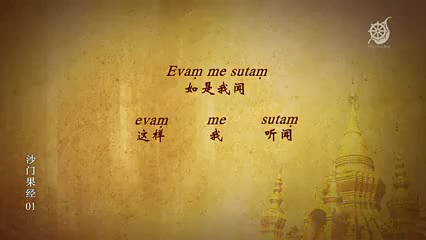 Evaṃ me sutaṃ
如是我闻
evaṃ me sutaṃ
这样 我 听闻
沙门果经 01